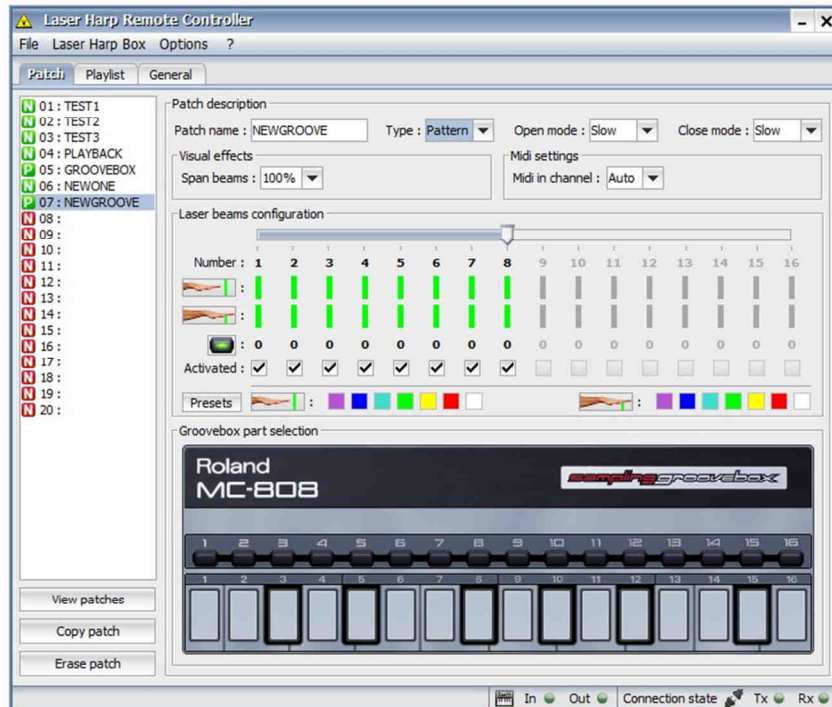 Laser Harp Remote Controller
File Laser Harp Box Options ?
Patch Playlist General
N 01 : TEST1
N 02 : TEST2
N 03 : TEST3
N 04 : PLAYBACK
P 05 : GROOVEBOX
N 06 : NEWONE
P 07 : NEWGROOVE
N 08 :
N 09 :
N 10 :
N 11 :
N 12 :
N 13 :
N 14 :
N 15 :
N 16 :
N 17 :
N 18 :
N 19 :
N 20 :
View patches
Copy patch
Erase patch
Patch description
Patch name : NEWGROOVE Type : Pattern Open mode : Slow Close mode : Slow
Visual effects
Span beams : 100%
Midi settings
Midi in channel : Auto
Laser beams configuration
Number : 1 2 3 4 5 6 7 8 9 10 11 12 13 14 15 16
:
:
: 0 0 0 0 0 0 0 0 0 0 0 0 0 0 0 0
Activated :
Presets : :
Groovebox part selection
Roland
MC-808
samplinggroovebox
1 2 3 4 5 6 7 8 9 10 11 12 13 14 15 16
1 2 3 4 5 6 7 8 9 10 11 12 13 14 15 16
In Out Connection state Tx Rx